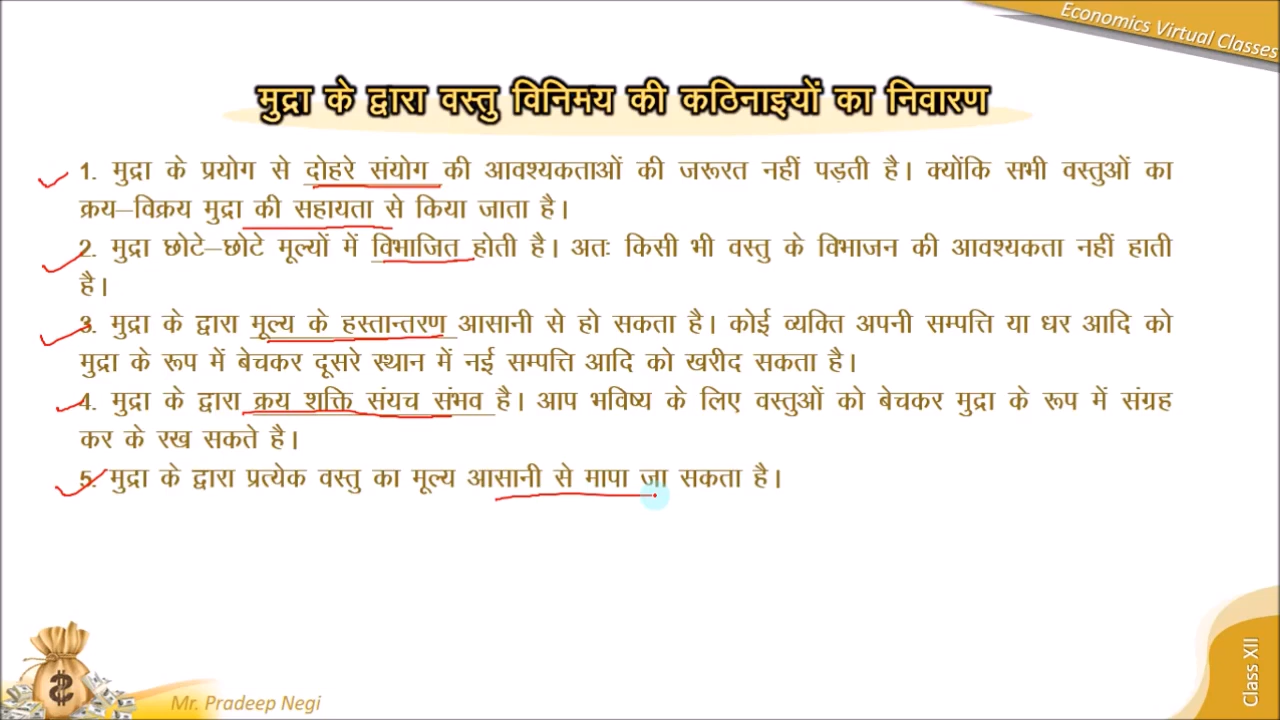 Economics Virtual Classes
मुद्रा के द्वारा वस्तु विनिमय की कठिनाइयों का निवारण
1. मुद्रा के प्रयोग से दोहरे संयोग की आवश्यकताओं की जरूरत नहीं पड़ती है। क्योंकि सभी वस्तुओं का
क्रय–विक्रय मुद्रा की सहायता से किया जाता है।
2. मुद्रा छोटे–छोटे मूल्यों में विभाजित होती है। अतः किसी भी वस्तु के विभाजन की आवश्यकता नहीं हाती
है।
3. मुद्रा के द्वारा मूल्य के हस्तान्तरण आसानी से हो सकता है। कोई व्यक्ति अपनी सम्पत्ति या धर आदि को
मुद्रा के रूप में बेचकर दूसरे स्थान में नई सम्पत्ति आदि को खरीद सकता है।
4. मुद्रा के द्वारा क्रय शक्ति संयच संभव है। आप भविष्य के लिए वस्तुओं को बेचकर मुद्रा के रूप में संग्रह
कर के रख सकते है।
5. मुद्रा के द्वारा प्रत्येक वस्तु का मूल्य आसानी से मापा जा सकता है।
Mr. Pradeep Negi
Class XII